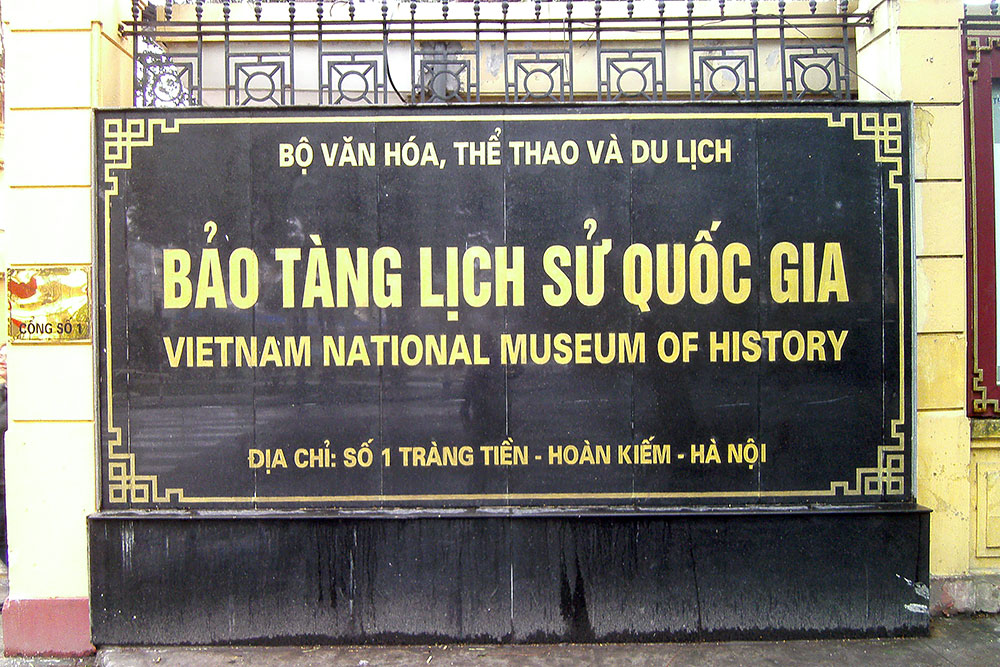 BỘ VĂN HÓA, THỂ THAO VÀ DU LỊCH
BẢO TÀNG LỊCH SỬ QUỐC GIA
VIETNAM NATIONAL MUSEUM OF HISTORY
ĐỊA CHỈ: SỐ 1 TRÀNG TIỀN - HOÀN KIẾM - HÀ NỘI
CỔNG SỐ 1